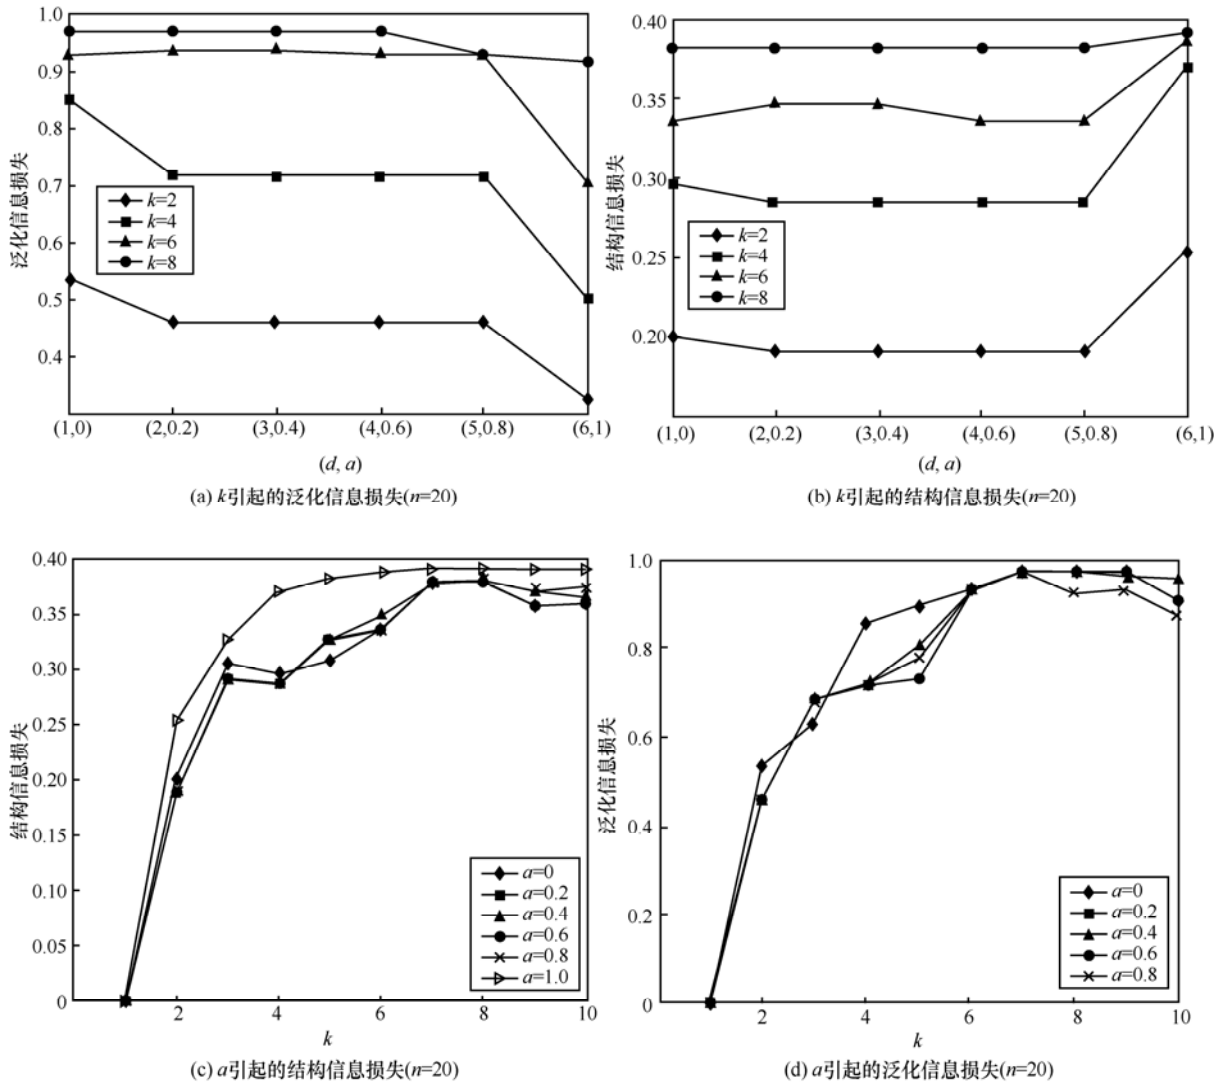 1.0
0.9
0.8
0.7
0.6
0.5
0.4
泛化信息损失
k=2
k=4
k=6
k=8
(1,0) (2,0.2) (3,0.4) (4,0.6) (5,0.8) (6,1)
(d, a)
(a) k引起的泛化信息损失(n=20)
0.40
0.35
0.30
0.25
0.20
结构信息损失
k=2
k=4
k=6
k=8
(1,0) (2,0.2) (3,0.4) (4,0.6) (5,0.8) (6,1)
(d, a)
(b) k引起的结构信息损失(n=20)
0.40
0.35
0.30
0.25
0.20
0.15
0.10
0.05
0
结构信息损失
a=0
a=0.2
a=0.4
a=0.6
a=0.8
a=1.0
2 4 6 8 10
k
(c) a引起的结构信息损失(n=20)
1.0
0.8
0.6
0.4
0.2
0
泛化信息损失
a=0
a=0.2
a=0.4
a=0.6
a=0.8
2 4 6 8 10
k
(d) a引起的泛化信息损失(n=20)